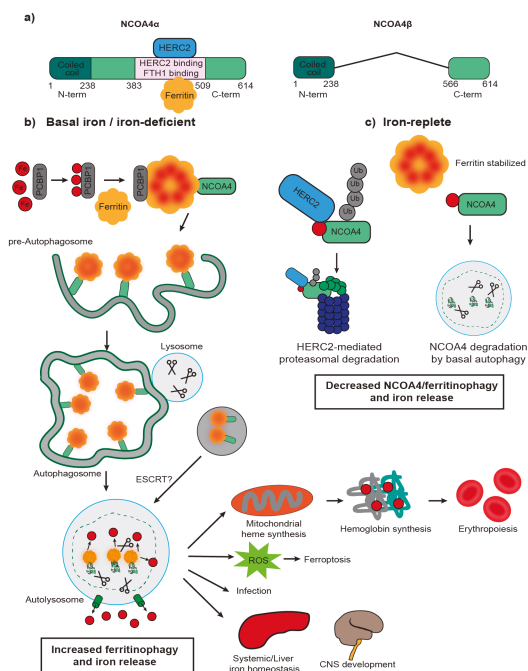 a)
NCOA4α
NCOA4β
HERC2
Coiled
coil
HERC2 binding
FTH1 binding
1 238 383 509 614
N-term
C-term
Ferritin
1 238 566 614
N-term
C-term
b) Basal iron / iron-deficient
Fe
Fe
Fe
PCBP1
PCBP1
Ferritin
PCBP1
NCOA4
pre-Autophagosome
Lysosome
Autophagosome
ESCRT?
Autolysosome
Increased ferritinophagy
and iron release
c) Iron-replete
Ferritin stabilized
HERC2
Ub
Ub
Ub
Ub
NCOA4
NCOA4
HERC2-mediated
proteasomal degradation
NCOA4 degradation
by basal autophagy
Decreased NCOA4/ferritinophagy
and iron release
Mitochondrial
heme synthesis
Hemoglobin synthesis
Erythropoiesis
ROS
Ferroptosis
Infection
Systemic/Liver
iron homeostasis
CNS development